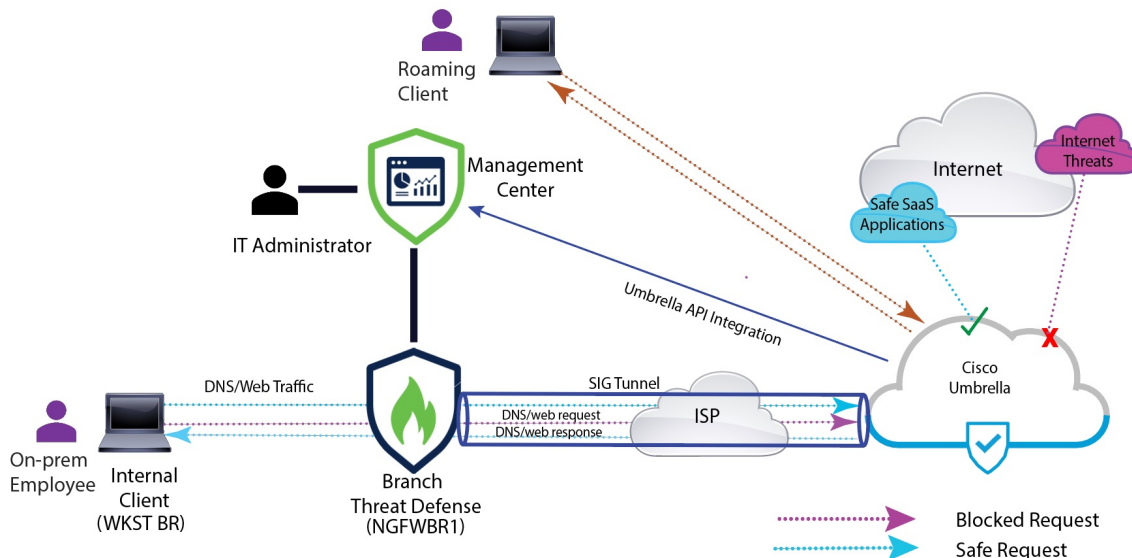 Roaming
Client
Management
Center
IT Administrator
Internet
Internet
Threats
Safe SaaS
Applications
Umbrella API Integration
Cisco
Umbrella
DNS/Web Traffic
SIG Tunnel
DNS/web request
DNS/web response
ISP
On-prem
Employee
Internal
Client
(WKST BR)
Branch
Threat Defense
(NGFWBR1)
Blocked Request
Safe Request